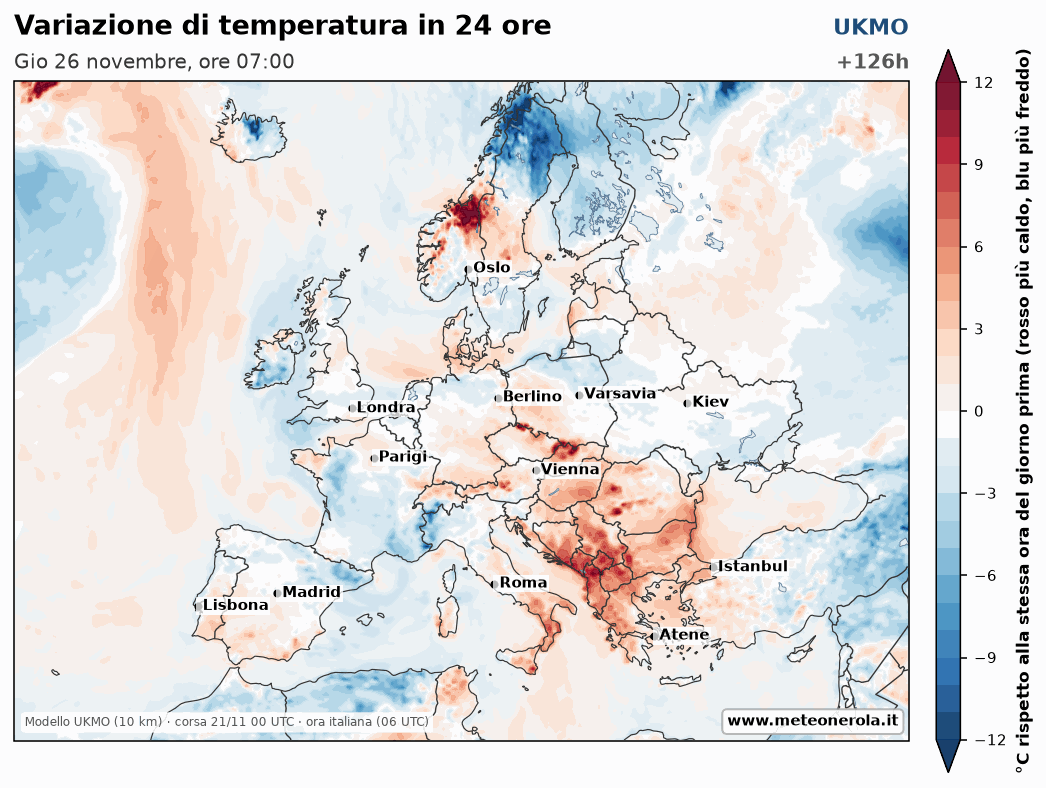 Variazione di temperatura in 24 ore
UKMO
Gio 26 novembre, ore 07:00
+126h
Oslo
Londra
Berlino
Varsavia
Kiev
Parigi
Vienna
Lisbona
Madrid
Roma
Istanbul
Atene
Modello UKMO (10 km) · corsa 21/11 00 UTC · ora italiana (06 UTC)
www.meteonerola.it
12
9
6
3
0
−3
−6
−9
−12
°C rispetto alla stessa ora del giorno prima (rosso più caldo, blu più freddo)